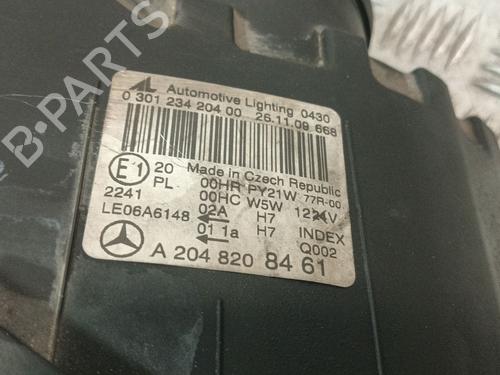 AL Automotive Lighting 0430
0 301 234 204 00 26.11.09 668
Made in Czech Republic
E1 20 00HR PY21W 77R-00
PL 00HC W5W 12V
2241 02A H7 INDEX
LE06A6148 01 1a H7 Q002
A 204 820 84 61
B